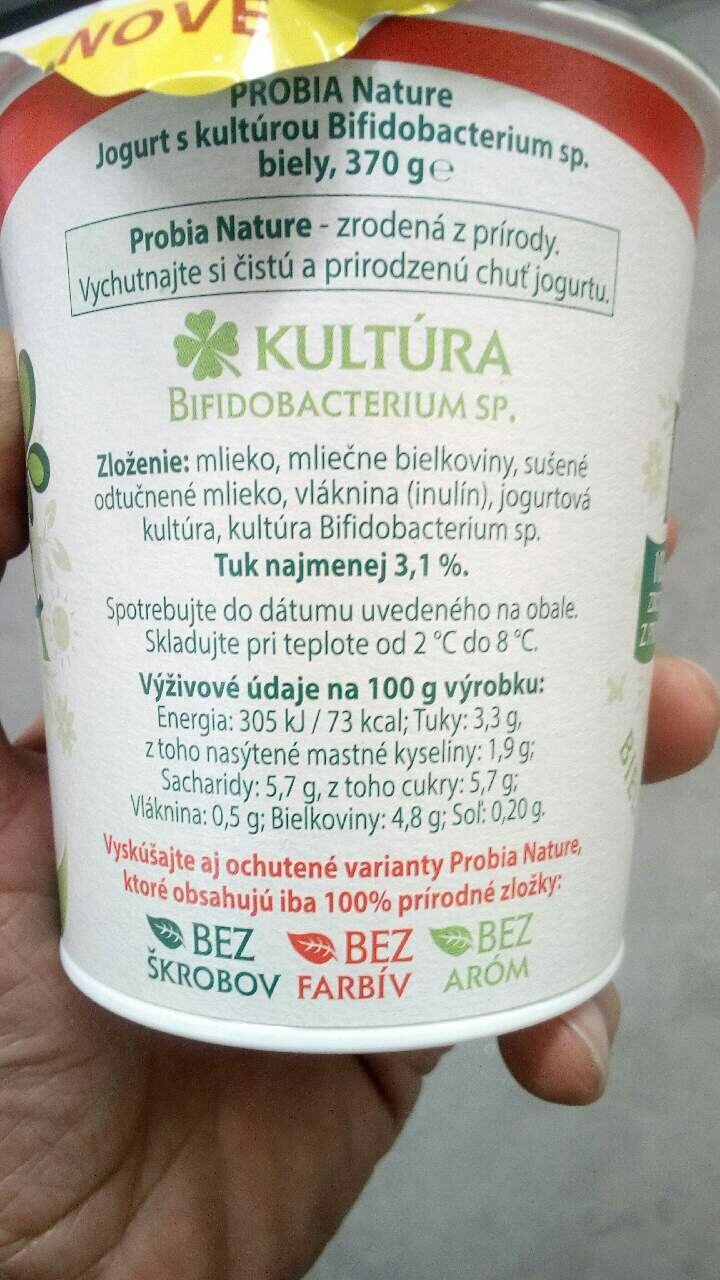 NOVÉ
PROBIA Nature
Jogurt s kultúrou Bifidobacterium sp.
biely, 370 g ℮
Probia Nature - zrodená z prírody.
Vychutnajte si čistú a prirodzenú chuť jogurtu.
KULTÚRA
BIFIDOBACTERIUM SP.
Zloženie: mlieko, mliečne bielkoviny, sušené
odtučnené mlieko, vláknina (inulín), jogurtová
kultúra, kultúra Bifidobacterium sp.
Tuk najmenej 3,1 %.
Spotrebujte do dátumu uvedeného na obale.
Skladujte pri teplote od 2 °C do 8 °C.
Výživové údaje na 100 g výrobku:
Energia: 305 kJ / 73 kcal; Tuky: 3,3 g,
z toho nasýtené mastné kyseliny: 1,9 g;
Sacharidy: 5,7 g, z toho cukry: 5,7 g;
Vláknina: 0,5 g; Bielkoviny: 4,8 g; Soľ: 0,20 g.
Vyskúšajte aj ochutené varianty Probia Nature,
ktoré obsahujú iba 100% prírodné zložky:
BEZ ŠKROBOV
BEZ FARBÍV
BEZ ARÓM